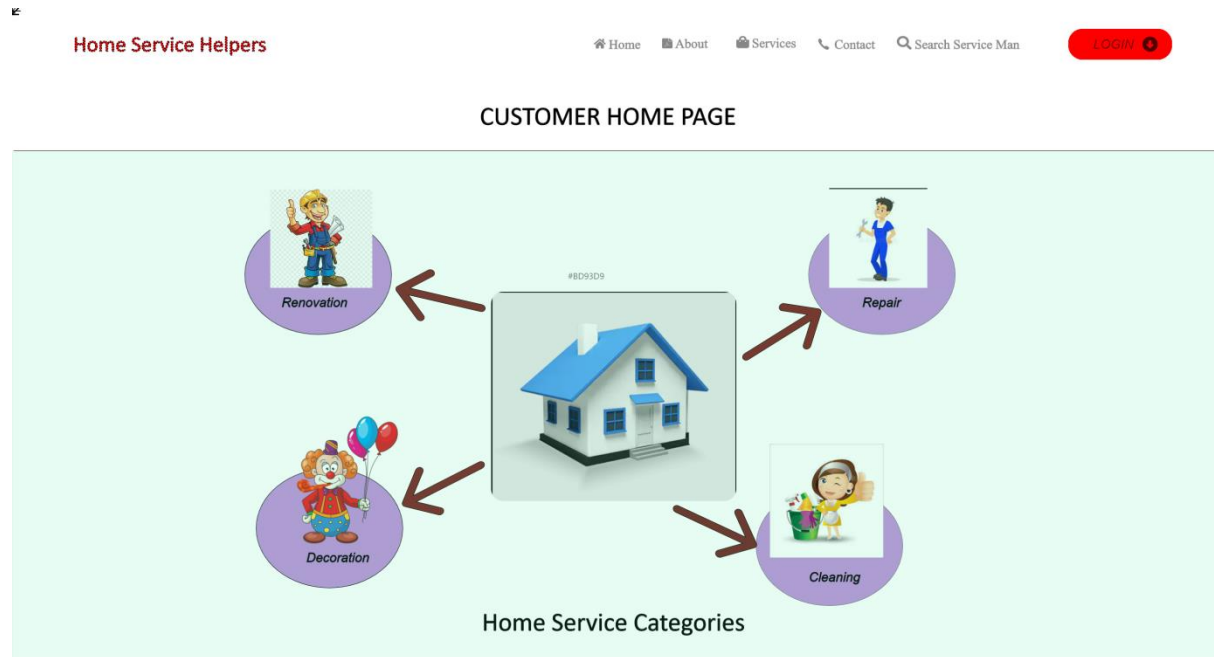 Home Service Helpers
Home About Services Contact Search Service Man LOGIN
CUSTOMER HOME PAGE
#BD93D9
Renovation
Repair
Decoration
Cleaning
Home Service Categories